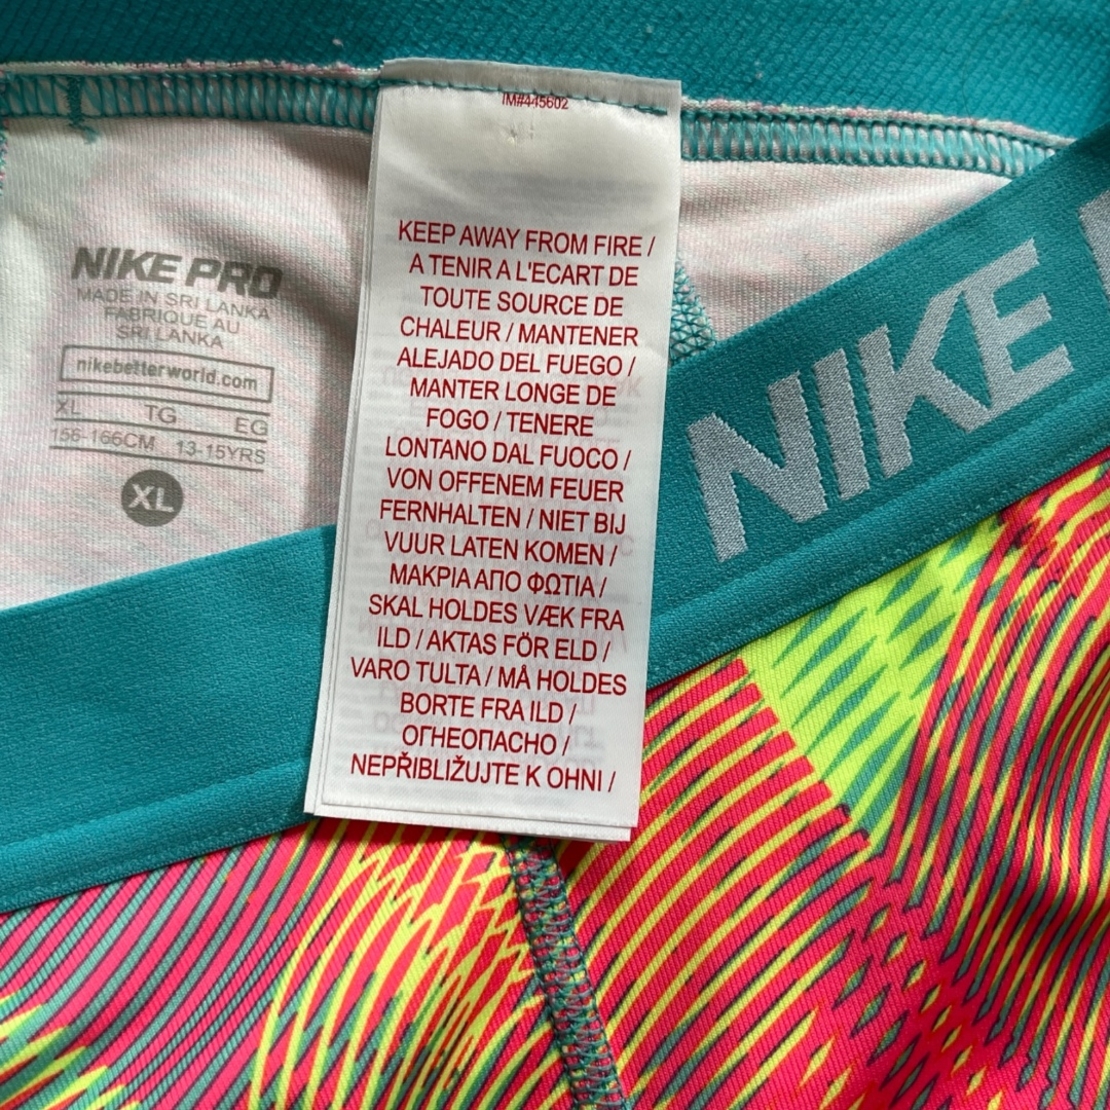 IM#445602
KEEP AWAY FROM FIRE /
A TENIR A L'ECART DE
TOUTE SOURCE DE
CHALEUR / MANTENER
ALEJADO DEL FUEGO /
MANTER LONGE DE
FOGO / TENERE
LONTANO DAL FUOCO /
VON OFFENEM FEUER
FERNHALTEN / NIET BIJ
VUUR LATEN KOMEN /
ΜΑΚΡΙΑ ΑΠΟ ΦΩΤΙΑ /
SKAL HOLDES VÆK FRA
ILD / AKTAS FÖR ELD /
VARO TULTA / MÅ HOLDES
BORTE FRA ILD /
ОГНЕОПАСНО /
NEPŘIBLIŽUJTE K OHNI /
NIKE PRO
MADE IN SRI LANKA
FABRIQUE AU
SRI LANKA
nikebetterworld.com
XL TG EG
156-166CM 13-15YRS
XL
NIKE